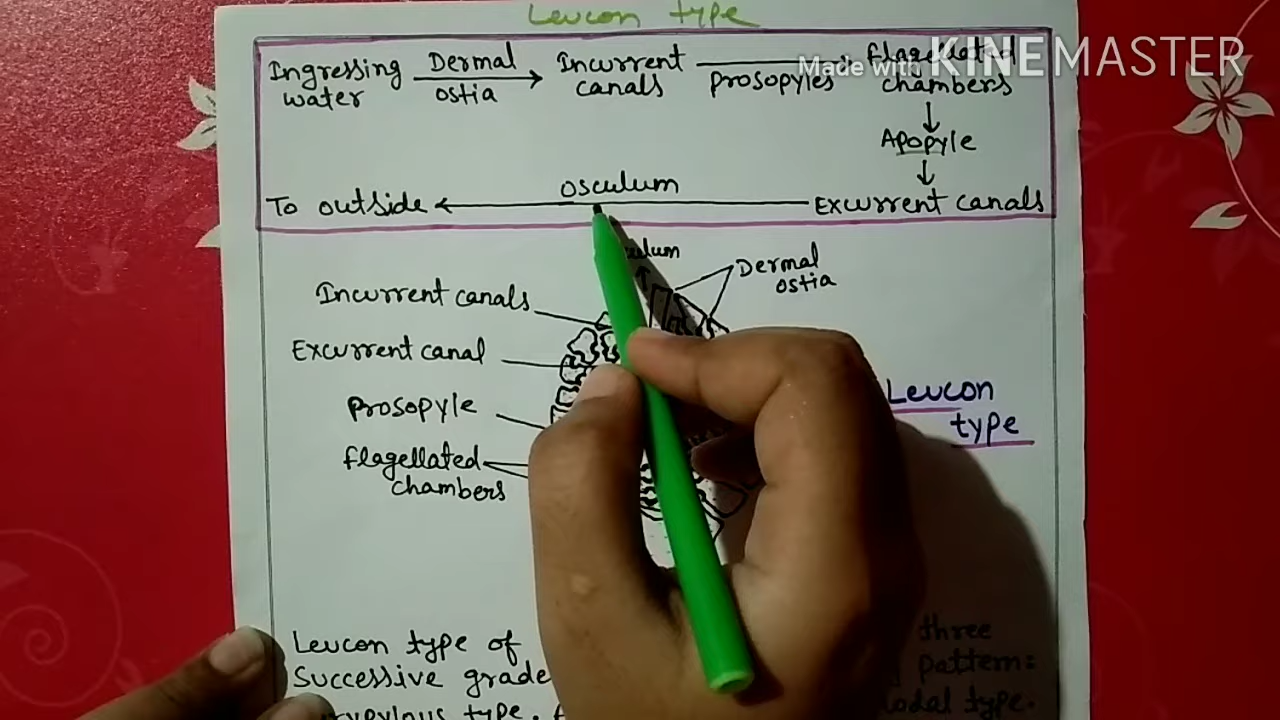 Leucon type
Ingressing water Dermal ostia Incurrent canals prosopyles flagellated chambers
Apopyle
To outside osculum Excurrent canals
Made with KINEMASTER
Dermal ostia
Incurrent canals
Excurrent canal
Prosopyle
flagellated chambers
Leucon type
Leucon type of three
Successive grade pattern:
type. type.